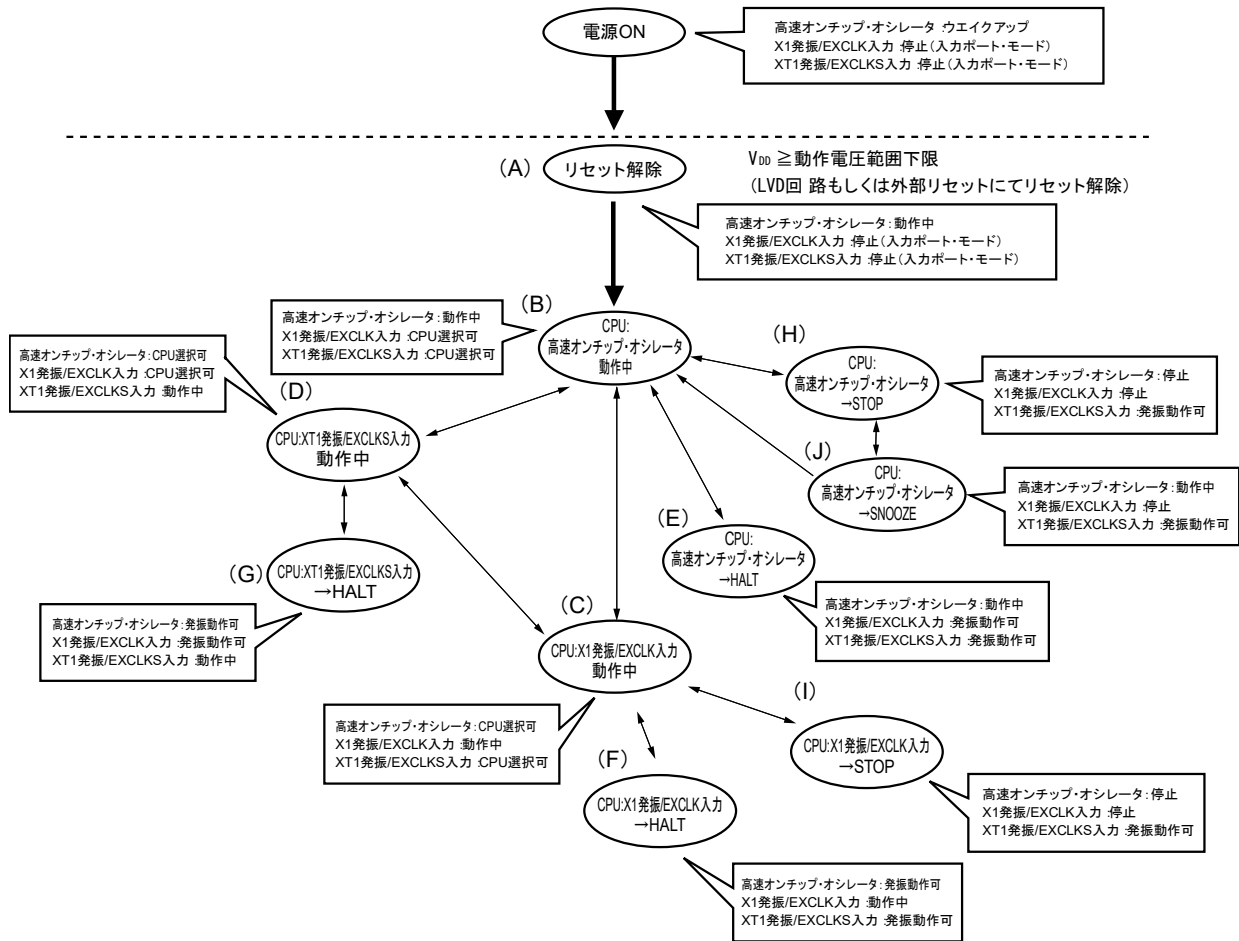 電源ON
高速オンチップ・オシレータ :ウエイクアップ
X1発振/EXCLK入力 :停止(入力ポート・モード)
XT1発振/EXCLKS入力 :停止(入力ポート・モード)
(A)
リセット解除
VDD ≧動作電圧範囲下限
(LVD回 路もしくは外部リセットにてリセット解除)
高速オンチップ・オシレータ:動作中
X1発振/EXCLK入力 :停止(入力ポート・モード)
XT1発振/EXCLKS入力 :停止(入力ポート・モード)
(B)
高速オンチップ・オシレータ:動作中
X1発振/EXCLK入力 :CPU選択可
XT1発振/EXCLKS入力 :CPU選択可
CPU:
高速オンチップ・オシレータ
動作中
(H)
CPU:
高速オンチップ・オシレータ
→STOP
高速オンチップ・オシレータ:停止
X1発振/EXCLK入力 :停止
XT1発振/EXCLKS入力 :発振動作可
高速オンチップ・オシレータ:CPU選択可
X1発振/EXCLK入力 :CPU選択可
XT1発振/EXCLKS入力 :動作中
(D)
CPU:XT1発振/EXCLKS入力
動作中
(J)
CPU:
高速オンチップ・オシレータ
→SNOOZE
高速オンチップ・オシレータ:動作中
X1発振/EXCLK入力 :停止
XT1発振/EXCLKS入力 :発振動作可
(E)
CPU:
高速オンチップ・オシレータ
→HALT
高速オンチップ・オシレータ:動作中
X1発振/EXCLK入力 :発振動作可
XT1発振/EXCLKS入力 :発振動作可
(G)
CPU:XT1発振/EXCLKS入力
→HALT
高速オンチップ・オシレータ:発振動作可
X1発振/EXCLK入力 :発振動作可
XT1発振/EXCLKS入力 :動作中
(C)
CPU:X1発振/EXCLK入力
動作中
高速オンチップ・オシレータ:CPU選択可
X1発振/EXCLK入力 :動作中
XT1発振/EXCLKS入力 :CPU選択可
(I)
CPU:X1発振/EXCLK入力
→STOP
高速オンチップ・オシレータ:停止
X1発振/EXCLK入力 :停止
XT1発振/EXCLKS入力 :発振動作可
(F)
CPU:X1発振/EXCLK入力
→HALT
高速オンチップ・オシレータ:発振動作可
X1発振/EXCLK入力 :動作中
XT1発振/EXCLKS入力 :発振動作可